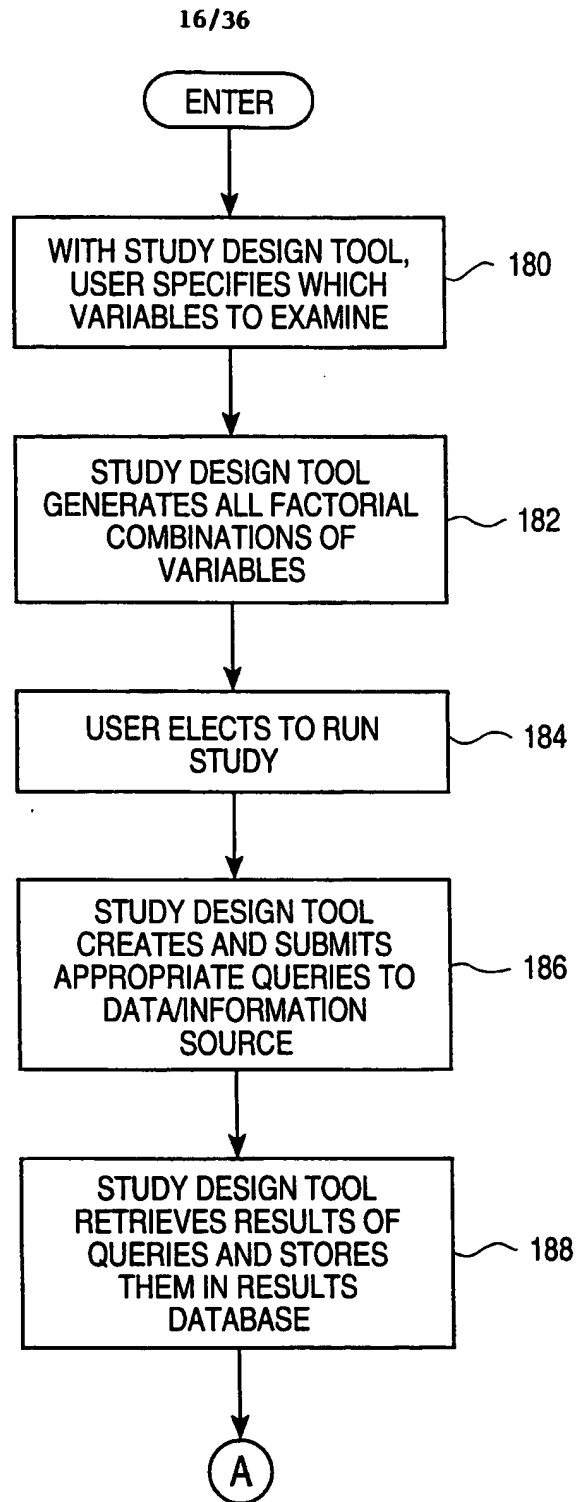 16/36
ENTER
WITH STUDY DESIGN TOOL,
USER SPECIFIES WHICH
VARIABLES TO EXAMINE
180
STUDY DESIGN TOOL
GENERATES ALL FACTORIAL
COMBINATIONS OF
VARIABLES
182
USER ELECTS TO RUN
STUDY
184
STUDY DESIGN TOOL
CREATES AND SUBMITS
APPROPRIATE QUERIES TO
DATA/INFORMATION
SOURCE
186
STUDY DESIGN TOOL
RETRIEVES RESULTS OF
QUERIES AND STORES
THEM IN RESULTS
DATABASE
188
A